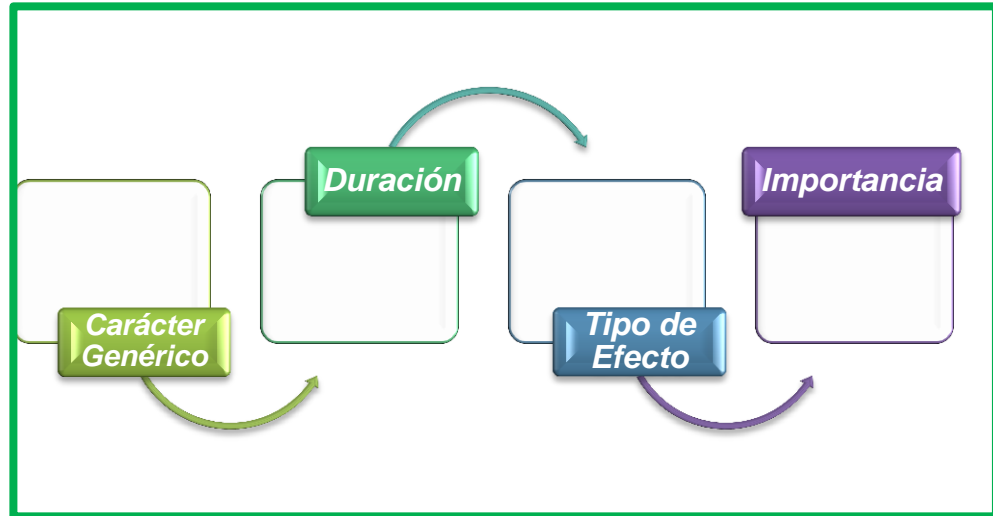 Carácter
Genérico
Duración
Tipo de
Efecto
Importancia